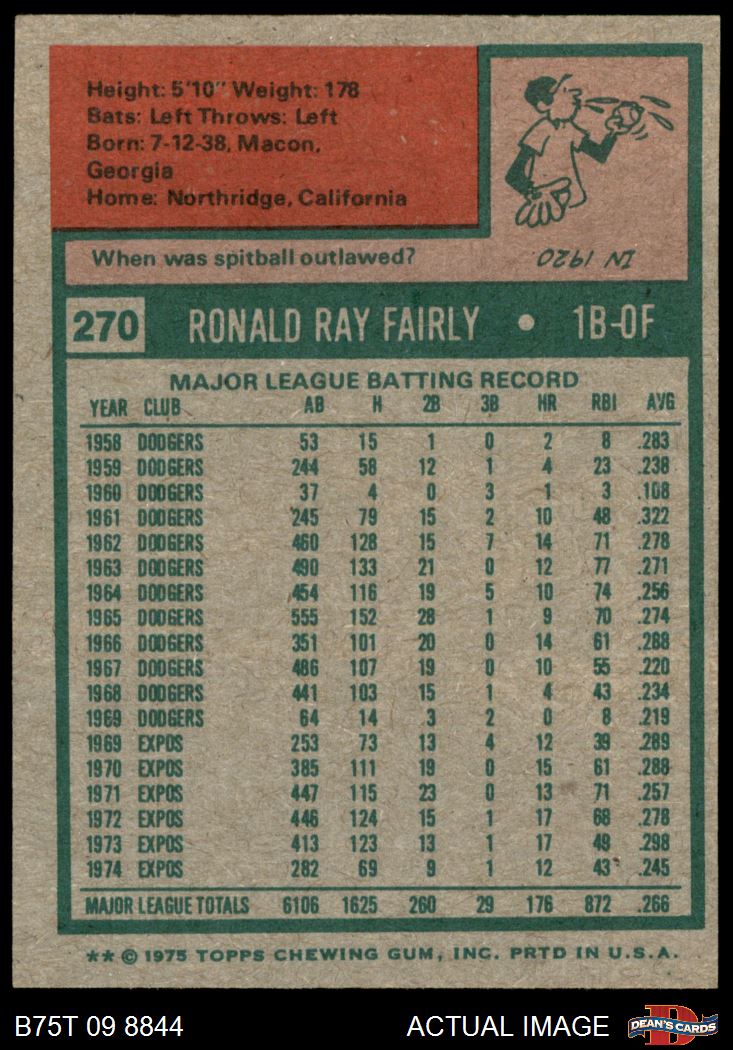 Height: 5'10" Weight: 178
Bats: Left Throws: Left
Born: 7-12-38, Macon,
Georgia
Home: Northridge, California
When was spitball outlawed?
IN 1920
270 RONALD RAY FAIRLY • 1B-OF
MAJOR LEAGUE BATTING RECORD
YEAR CLUB AB H 2B 3B HR RBI AVG
1958 DODGERS 53 15 1 0 2 8 .283
1959 DODGERS 244 58 12 1 4 23 .238
1960 DODGERS 37 4 0 3 1 3 .108
1961 DODGERS 245 79 15 2 10 48 .322
1962 DODGERS 460 128 15 7 14 71 .278
1963 DODGERS 490 133 21 0 12 77 .271
1964 DODGERS 454 116 19 5 10 74 .256
1965 DODGERS 555 152 28 1 9 70 .274
1966 DODGERS 351 101 20 0 14 61 .288
1967 DODGERS 486 107 19 0 10 55 .220
1968 DODGERS 441 103 15 1 4 43 .234
1969 DODGERS 64 14 3 2 0 8 .219
1969 EXPOS 253 73 13 4 12 39 .289
1970 EXPOS 385 111 19 0 15 61 .288
1971 EXPOS 447 115 23 0 13 71 .257
1972 EXPOS 446 124 15 1 17 68 .278
1973 EXPOS 413 123 13 1 17 49 .298
1974 EXPOS 282 69 9 1 12 43 .245
MAJOR LEAGUE TOTALS 6106 1625 260 29 176 872 .266
** © 1975 TOPPS CHEWING GUM, INC. PRTD IN U.S.A.
B75T 09 8844 ACTUAL IMAGE D DEAN'S CARDS